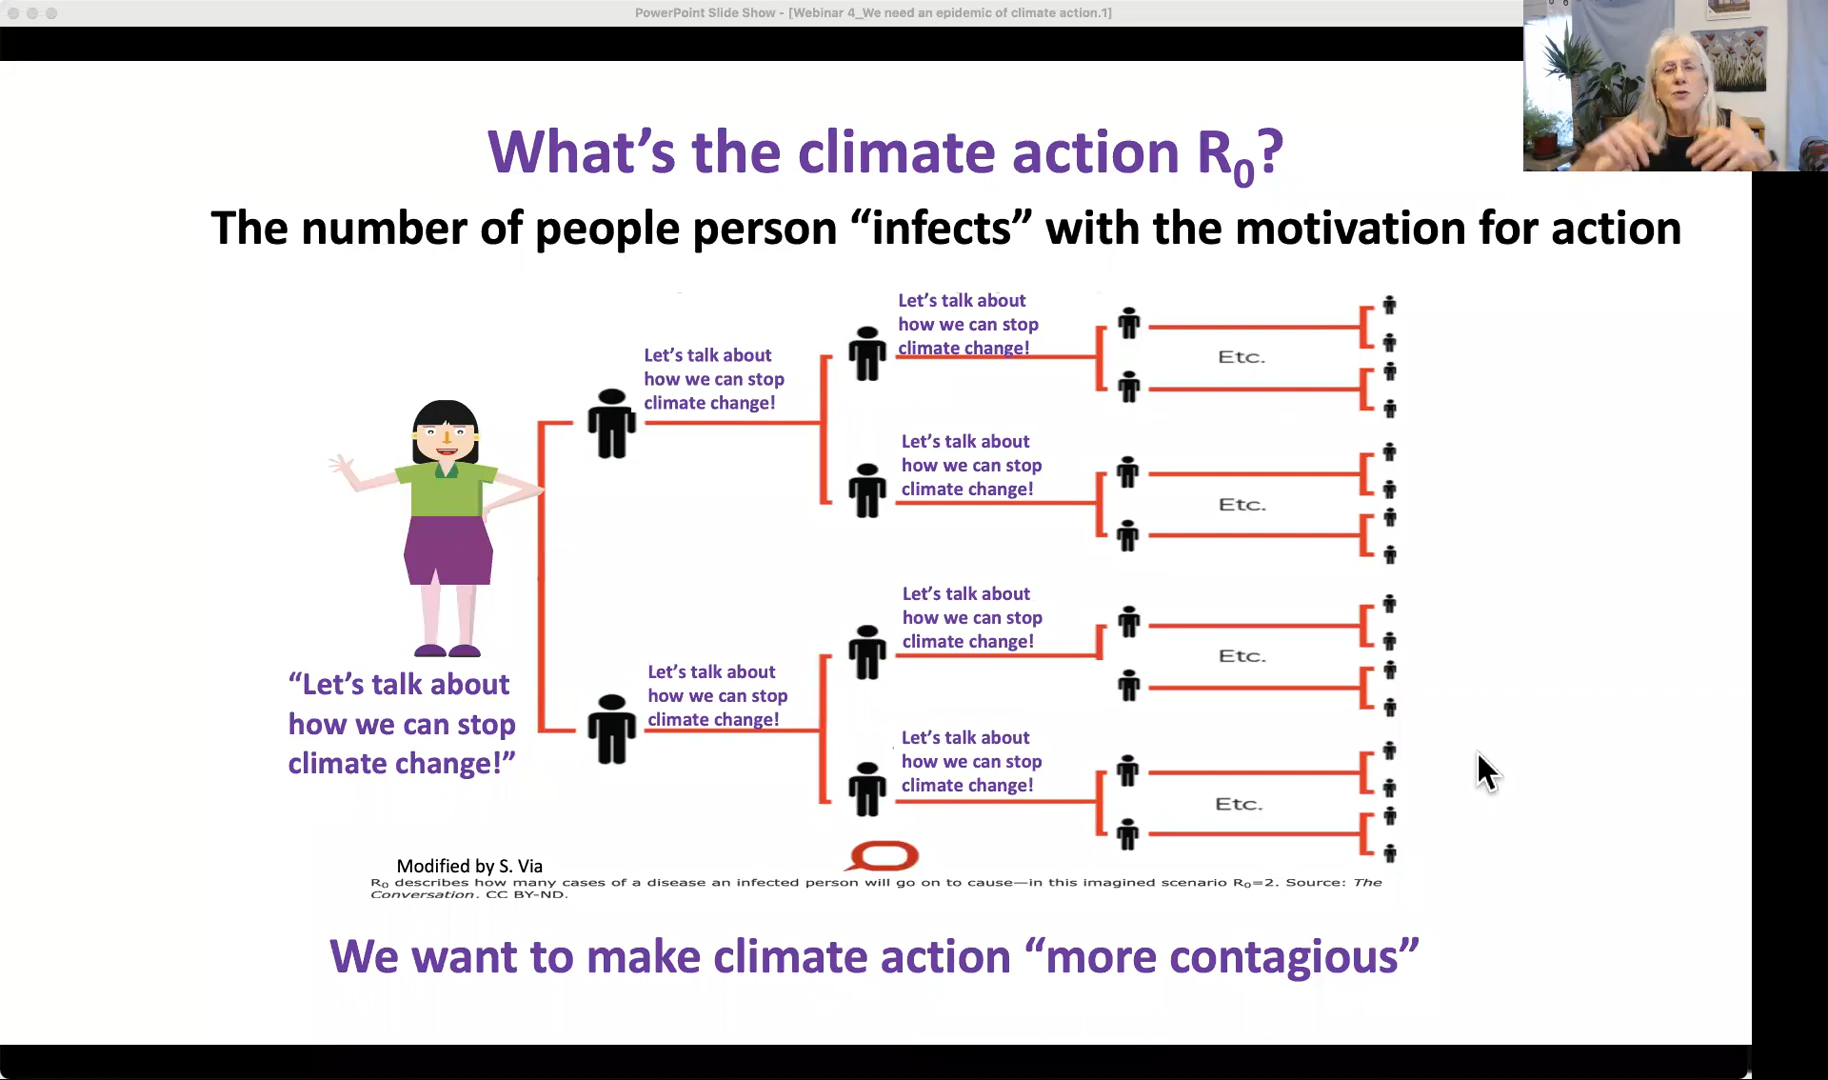 PowerPoint Slide Show - [Webinar 4_We need an epidemic of climate action.1]
What's the climate action R0?
The number of people person “infects” with the motivation for action
Let's talk about
how we can stop
climate change!
Let's talk about
how we can stop
climate change!
Etc.
Let's talk about
how we can stop
climate change!
Etc.
Let's talk about
how we can stop
climate change!
Etc.
“Let's talk about
how we can stop
climate change!”
Let's talk about
how we can stop
climate change!
Let's talk about
how we can stop
climate change!
Etc.
Modified by S. Via
R0 describes how many cases of a disease an infected person will go on to cause—in this imagined scenario R0=2. Source: The
Conversation. CC BY-ND.
We want to make climate action “more contagious”